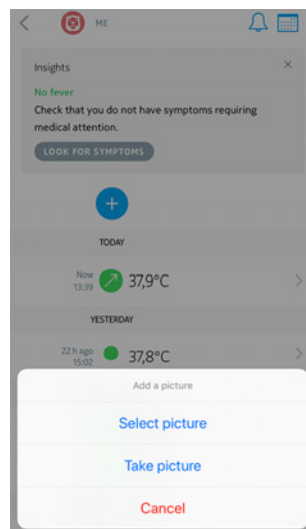 ME
Insights
No fever
Check that you do not have symptoms requiring
medical attention.
LOOK FOR SYMPTOMS
TODAY
Now
13:39
37,9°C
YESTERDAY
22 h ago
15:02
37,8°C
Add a picture
Select picture
Take picture
Cancel